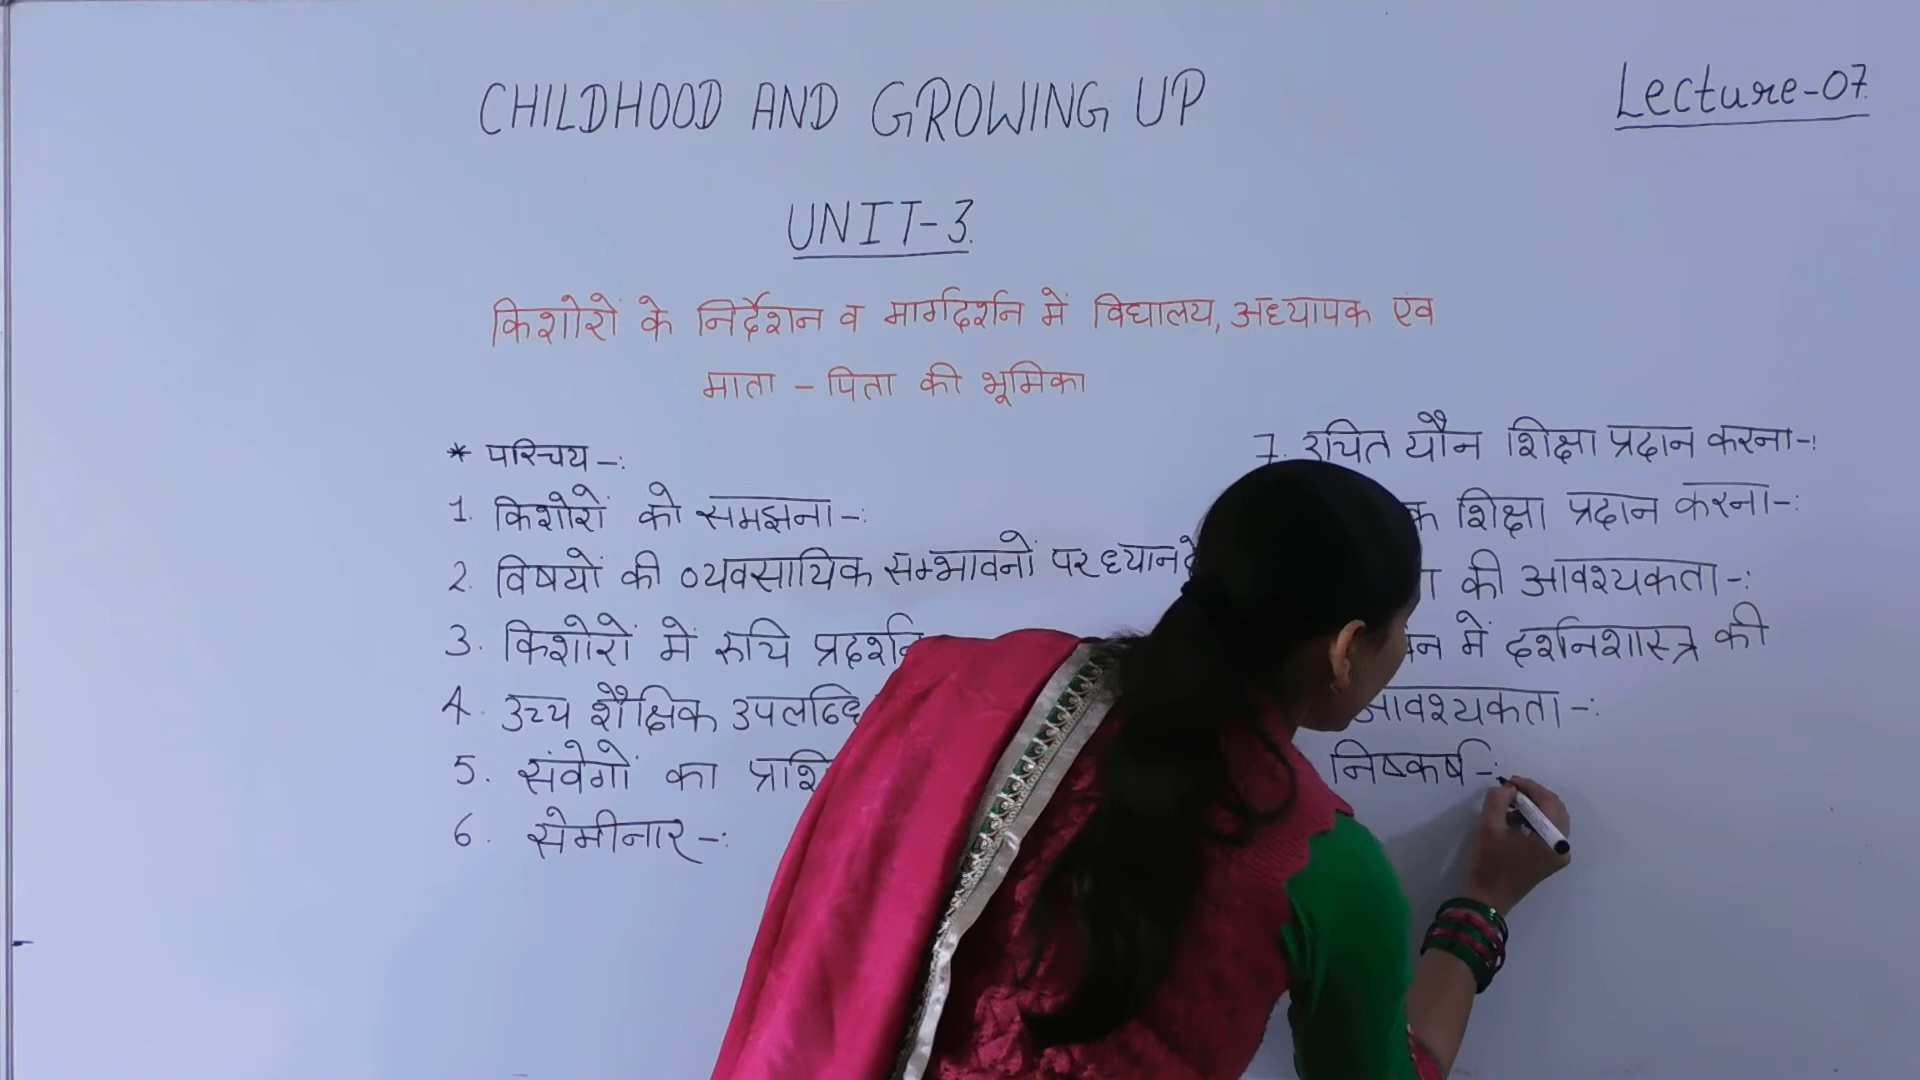 CHILDHOOD AND GROWING UP
Lecture-07.
UNIT-3.
किशोरों के निर्देशन व मार्गदर्शन में विद्यालय, अध्यापक एंव
माता - पिता की भूमिका
* परिचय -:
1. किशोरों को समझना -:
2. विषयों की व्यवसायिक सम्भावनों पर ध्यान
3. किशोरों में रुचि
4. उच्य शैक्षिक
5. संवेगों का
6. सेमीनार -:
7. उचित यौन शिक्षा प्रदान करना -:
शिक्षा प्रदान करना -:
की आवश्यकता -:
में दर्शनशास्त्र की
आवश्यकता -:
निष्कर्ष -: